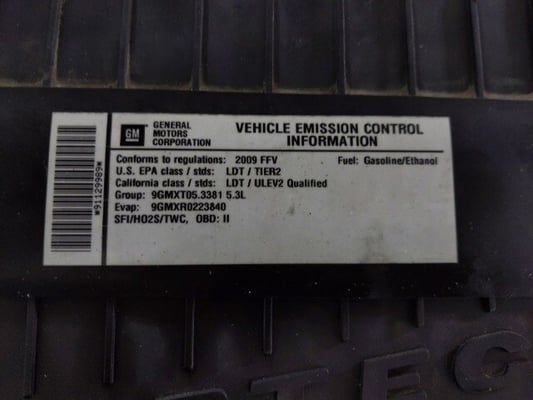 GM
GENERAL
MOTORS
CORPORATION
VEHICLE EMISSION CONTROL
INFORMATION
Conforms to regulations: 2009 FFV Fuel: Gasoline/Ethanol
U.S. EPA class / stds: LDT / TIER2
California class / stds: LDT / ULEV2 Qualified
Group: 9GMXT05.3381 5.3L
Evap: 9GMXR0223840
SFI/HO2S/TWC, OBD: II
*91129989*
TEC